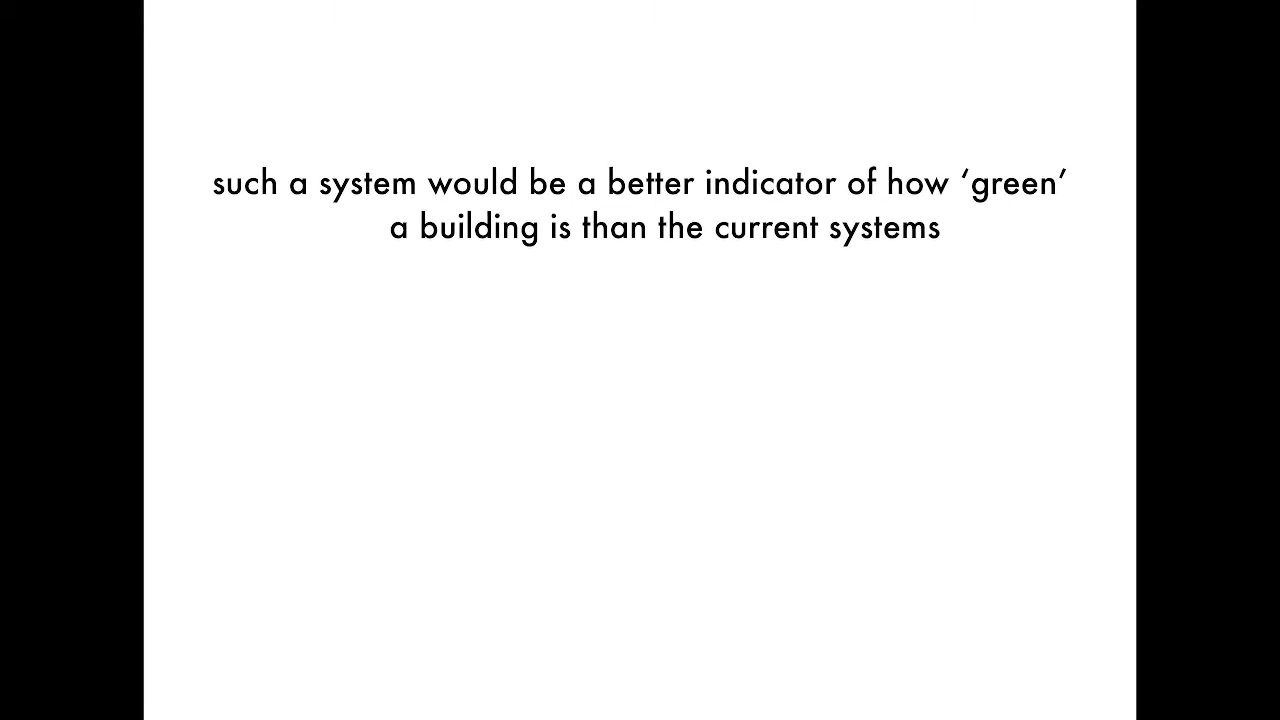 such a system would be a better indicator of how ‘green’
a building is than the current systems